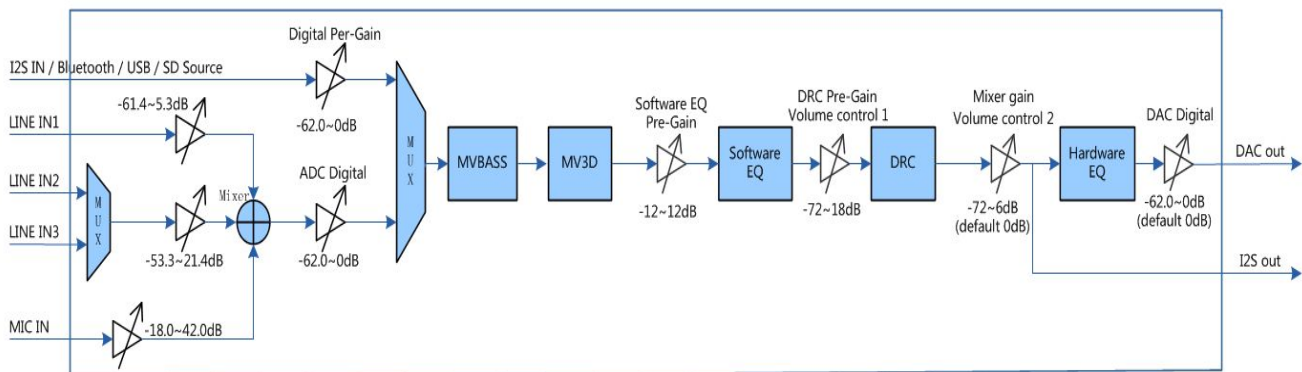 Digital Per-Gain
I2S IN / Bluetooth / USB / SD Source
-62.0~0dB
LINE IN1
-61.4~5.3dB
LINE IN2
LINE IN3
MUX
-53.3~21.4dB
Mixer
MIC IN
-18.0~42.0dB
ADC Digital
-62.0~0dB
MUX
MVBASS
MV3D
Software EQ
Pre-Gain
-12~12dB
Software
EQ
DRC Pre-Gain
Volume control 1
-72~18dB
DRC
Mixer gain
Volume control 2
-72~6dB
(default 0dB)
Hardware
EQ
DAC Digital
-62.0~0dB
(default 0dB)
DAC out
I2S out